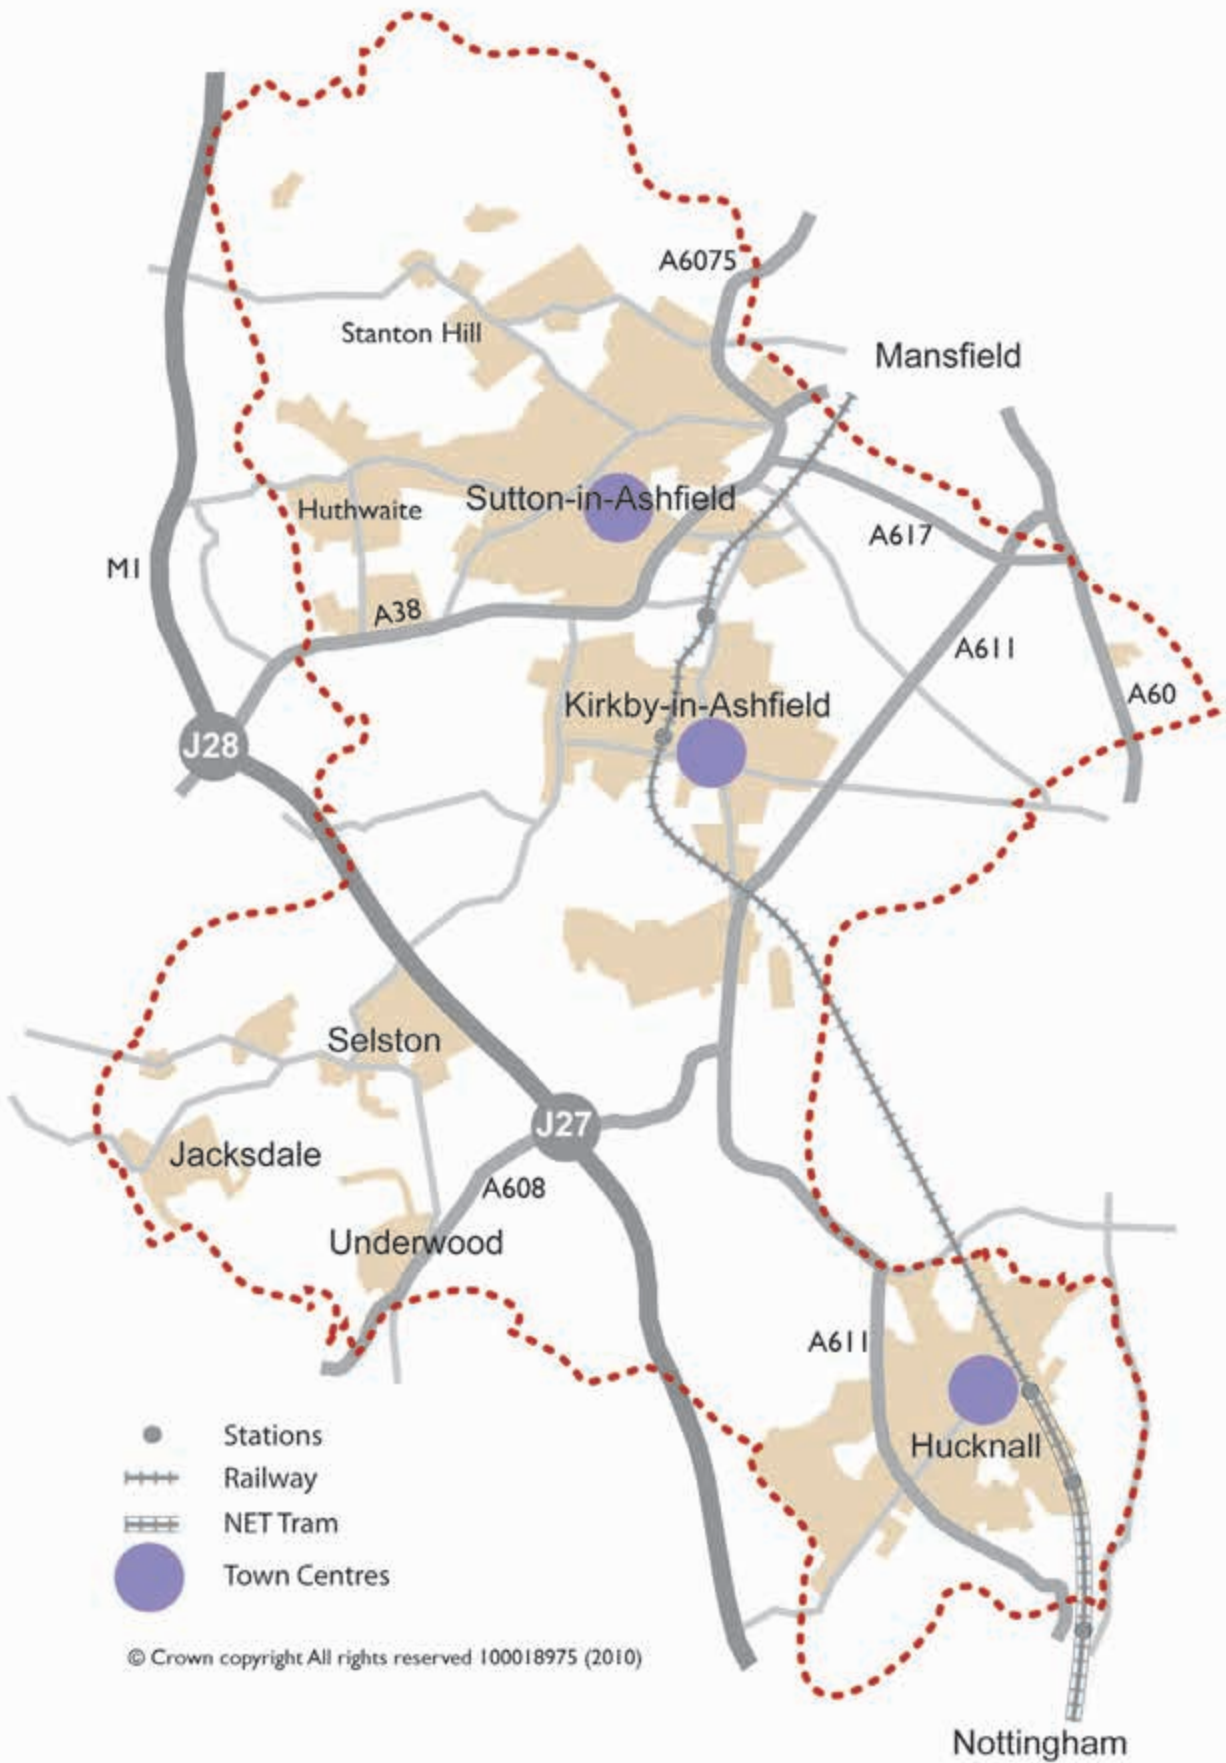 A6075
Stanton Hill
Mansfield
Huthwaite
Sutton-in-Ashfield
A617
M1
A38
A611
Kirkby-in-Ashfield
A60
J28
Selston
J27
Jacksdale
A608
Underwood
A611
Hucknall
Stations
Railway
NET Tram
Town Centres
© Crown copyright All rights reserved 100018975 (2010)
Nottingham